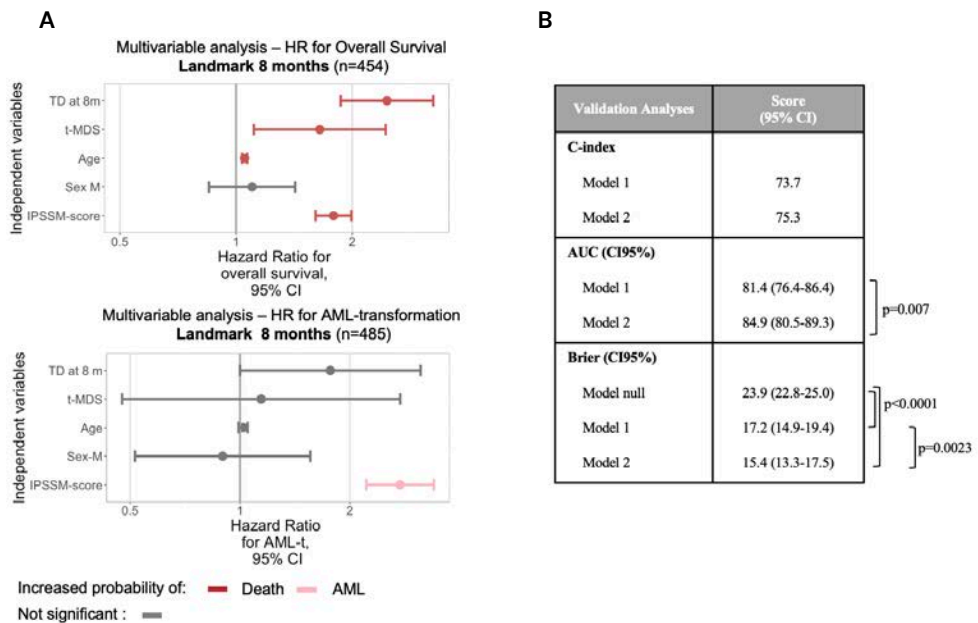 A
Multivariable analysis – HR for Overall Survival
Landmark 8 months (n=454)
Independent variables
TD at 8m
t-MDS
Age
Sex M
IPSSM-score
0.5 1 2
Hazard Ratio for
overall survival,
95% CI
Multivariable analysis – HR for AML-transformation
Landmark 8 months (n=485)
Independent variables
TD at 8 m
t-MDS
Age
Sex-M
IPSSM-score
0.5 1 2
Hazard Ratio
for AML-t,
95% CI
Increased probability of: Death AML
Not significant :
B
Validation Analyses Score
(95% CI)
C-index
Model 1 73.7
Model 2 75.3
AUC (CI95%)
Model 1 81.4 (76.4-86.4)
Model 2 84.9 (80.5-89.3)
p=0.007
Brier (CI95%)
Model null 23.9 (22.8-25.0)
Model 1 17.2 (14.9-19.4)
Model 2 15.4 (13.3-17.5)
p<0.0001
p=0.0023